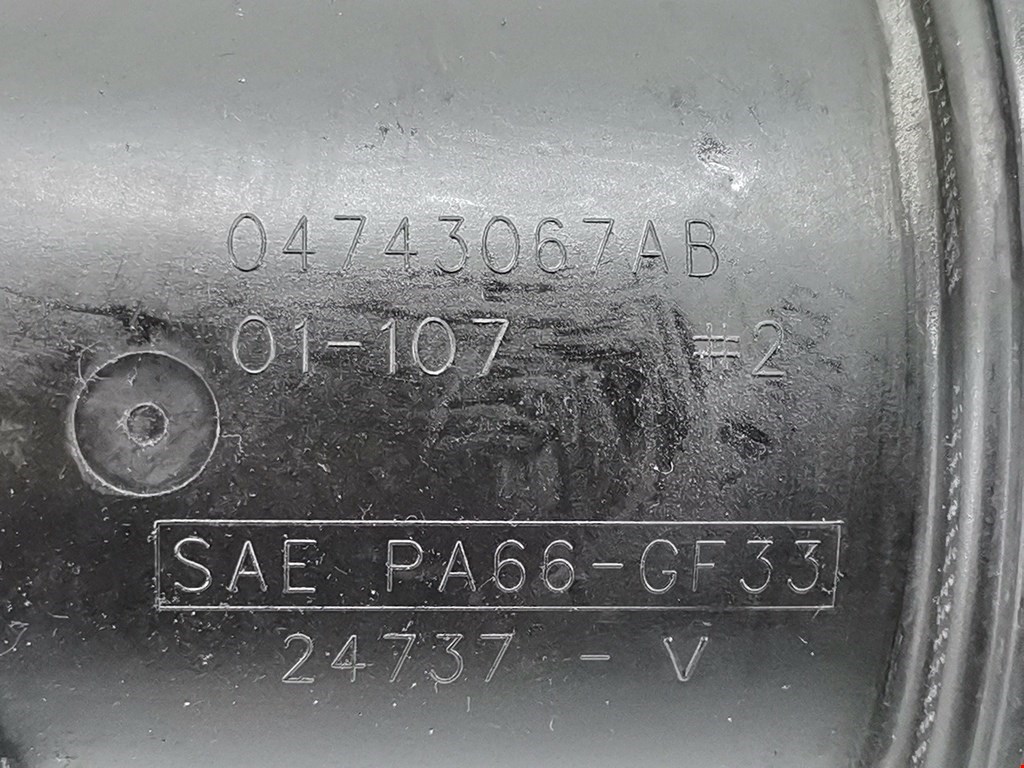 04743067AB
01-107 #2
SAE PA66-GF33
24737 - V